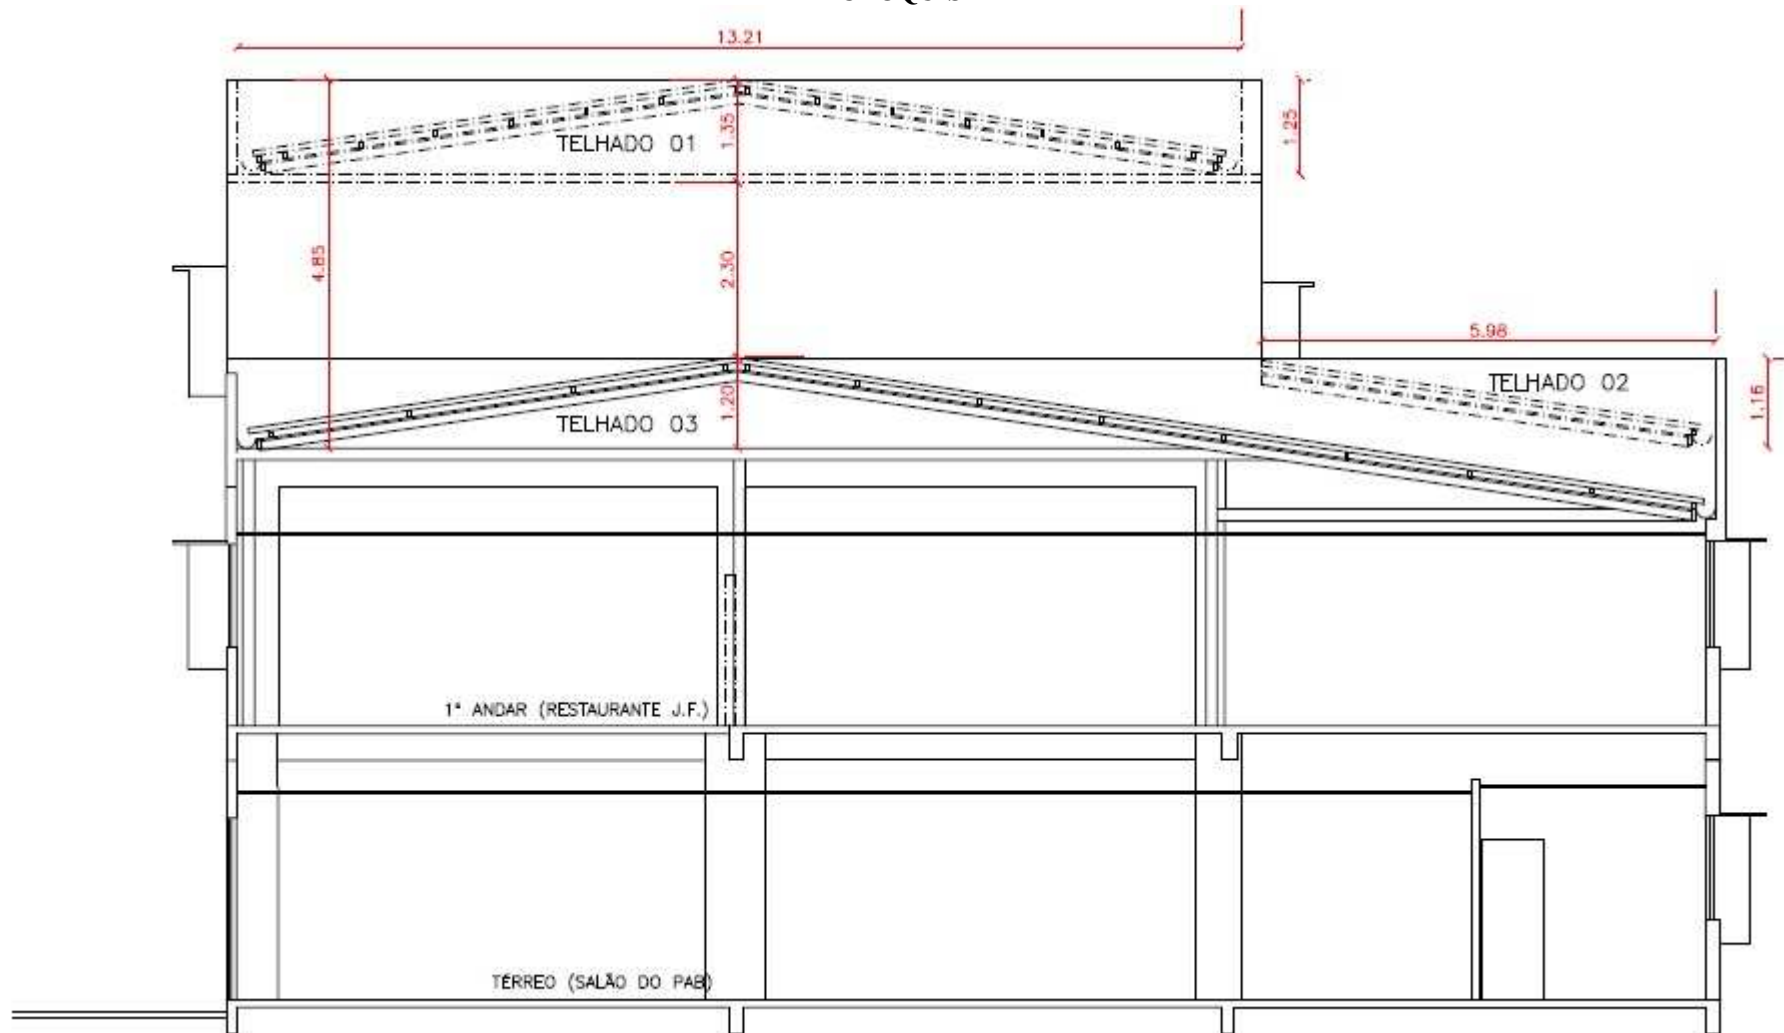 13.21
TELHADO 01
1.35
1.25
4.85
2.30
5.98
TELHADO 02
1.16
TELHADO 03
1.20
1ª ANDAR (RESTAURANTE J.F.)
TÉRREO (SALÃO DO PAB)